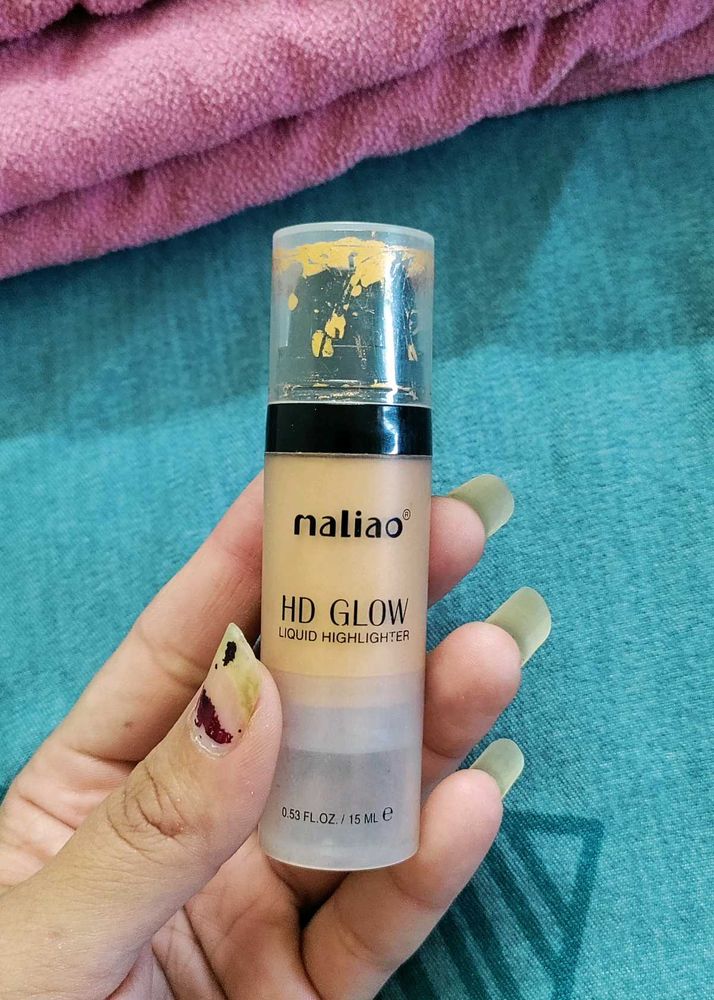 maliao®
HD GLOW
LIQUID HIGHLIGHTER
0.53 FL.OZ. / 15 ML ℮